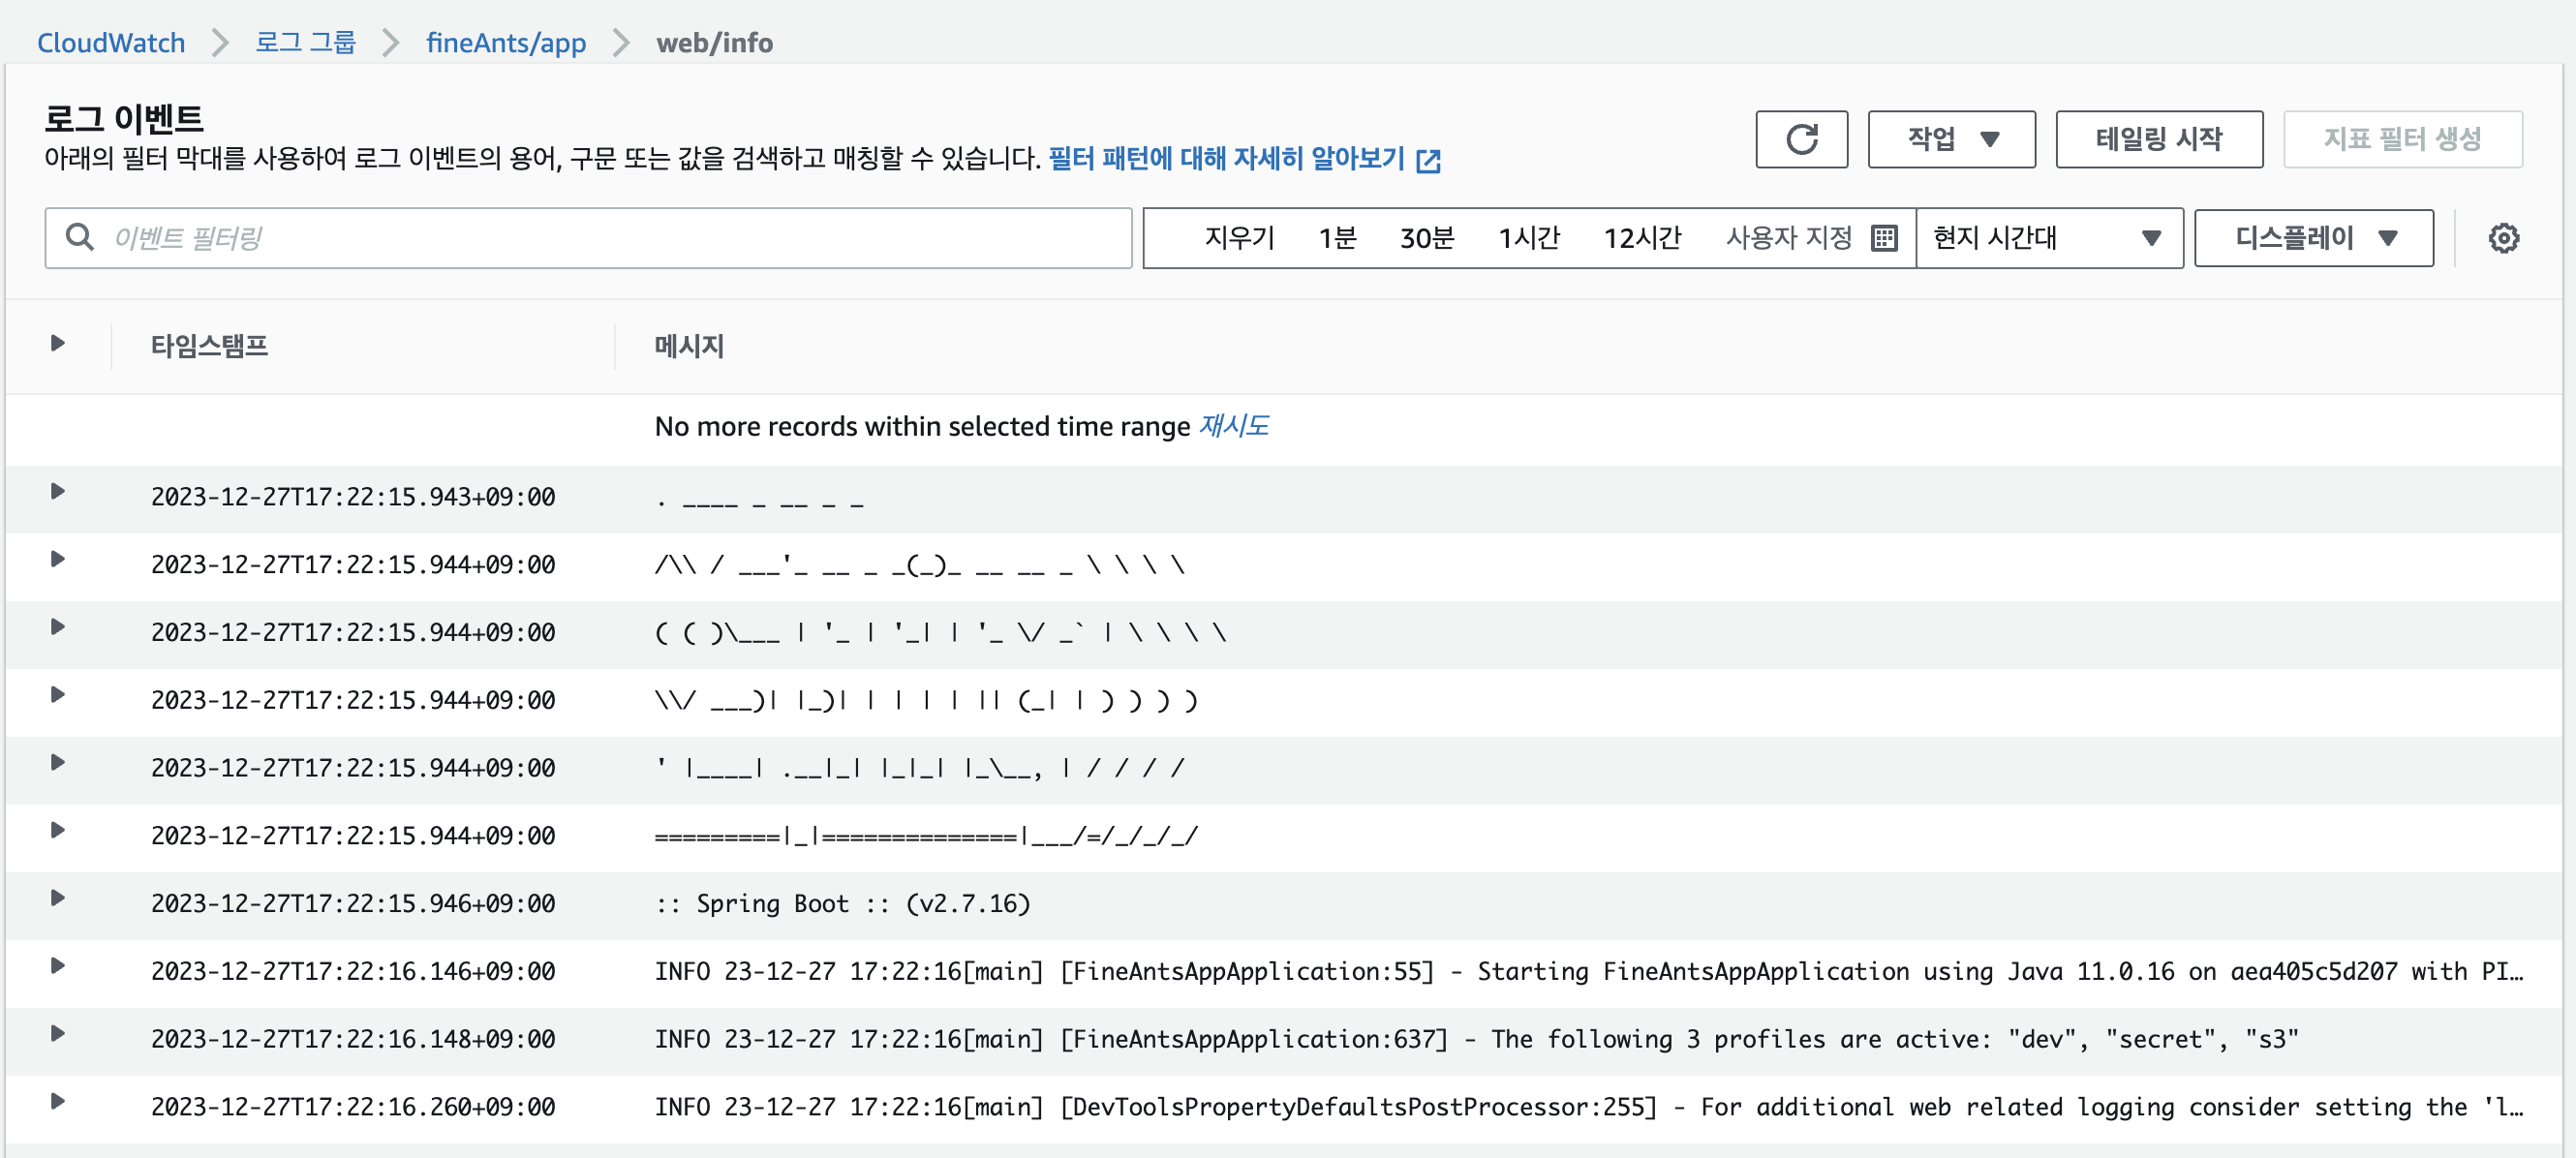 CloudWatch > 로그 그룹 > fineAnts/app > web/info
로그 이벤트
아래의 필터 막대를 사용하여 로그 이벤트의 용어, 구문 또는 값을 검색하고 매칭할 수 있습니다. 필터 패턴에 대해 자세히 알아보기
작업 ▼ 테일링 시작 지표 필터 생성
이벤트 필터링 지우기 1분 30분 1시간 12시간 사용자 지정 현지 시간대 ▼ 디스플레이 ▼
타임스탬프 메시지
No more records within selected time range 재시도
2023-12-27T17:22:15.943+09:00 . ____ _ __ _ _
2023-12-27T17:22:15.944+09:00 /\\ / ___'_ __ _ _(_)_ __ __ _ \ \ \ \
2023-12-27T17:22:15.944+09:00 ( ( )\___ | '_ | '_| | '_ \/ _` | \ \ \ \
2023-12-27T17:22:15.944+09:00 \\/ ___)| |_)| | | | | || (_| | ) ) ) )
2023-12-27T17:22:15.944+09:00 ' |____| .__|_| |_|_| |_\__, | / / / /
2023-12-27T17:22:15.944+09:00 =========|_|==============|___/=/_/_/_/
2023-12-27T17:22:15.946+09:00 :: Spring Boot :: (v2.7.16)
2023-12-27T17:22:16.146+09:00 INFO 23-12-27 17:22:16[main] [FineAntsAppApplication:55] - Starting FineAntsAppApplication using Java 11.0.16 on aea405c5d207 with PI…
2023-12-27T17:22:16.148+09:00 INFO 23-12-27 17:22:16[main] [FineAntsAppApplication:637] - The following 3 profiles are active: "dev", "secret", "s3"
2023-12-27T17:22:16.260+09:00 INFO 23-12-27 17:22:16[main] [DevToolsPropertyDefaultsPostProcessor:255] - For additional web related logging consider setting the 'l…